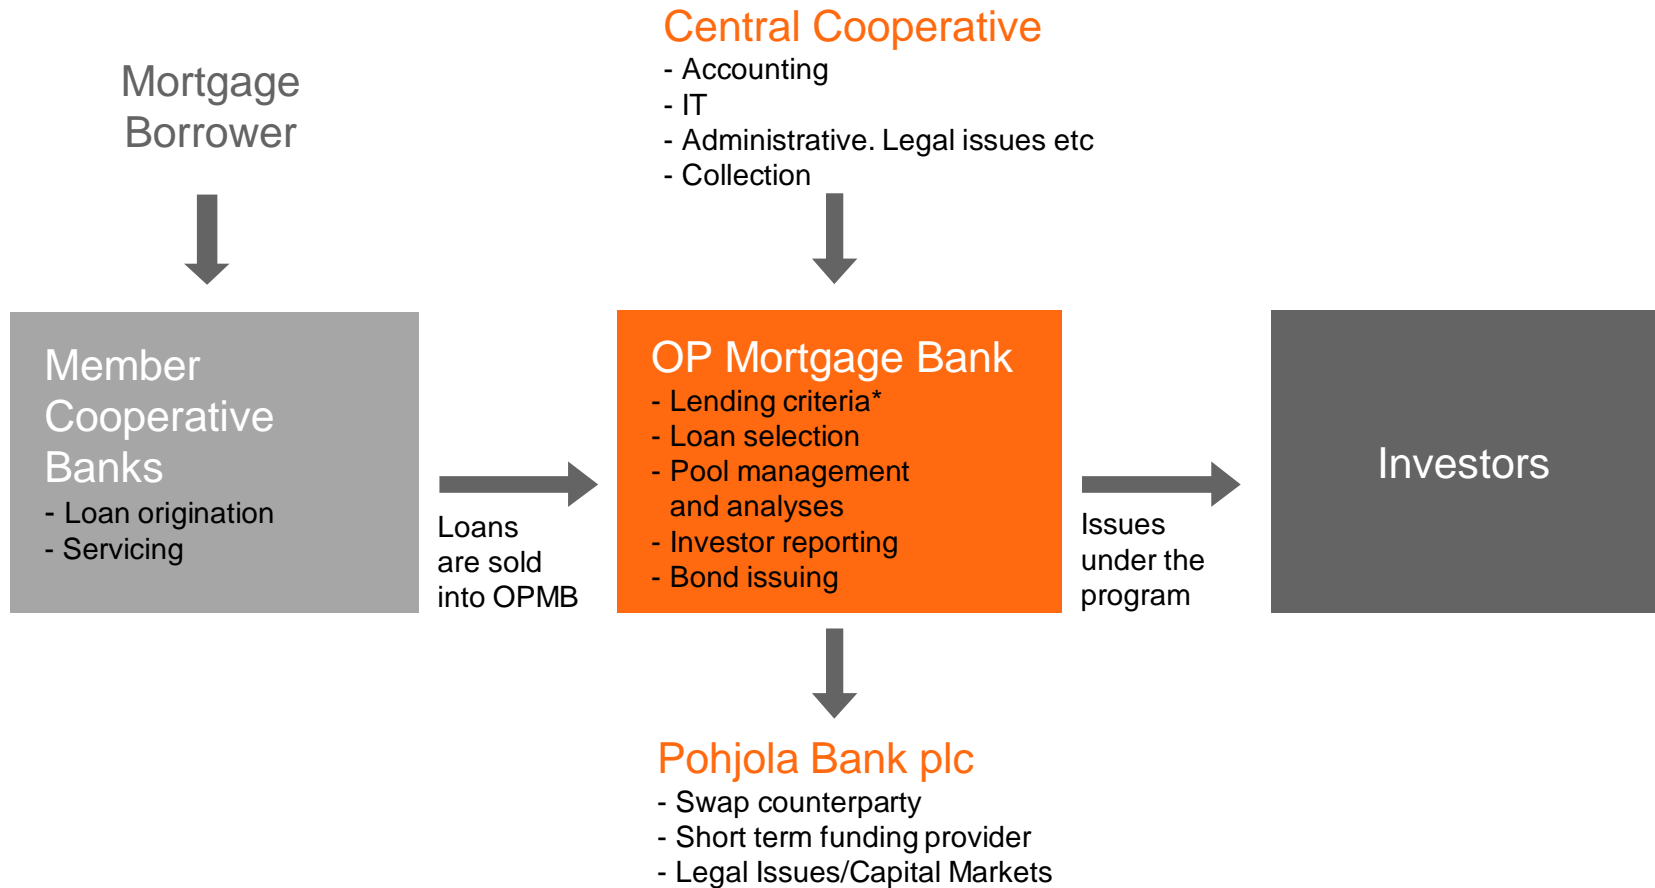 Mortgage
Borrower
Central Cooperative
- Accounting
- IT
- Administrative. Legal issues etc
- Collection
Member
Cooperative
Banks
- Loan origination
- Servicing
Loans
are sold
into OPMB
OP Mortgage Bank
- Lending criteria*
- Loan selection
- Pool management
and analyses
- Investor reporting
- Bond issuing
Issues
under the
program
Investors
Pohjola Bank plc
- Swap counterparty
- Short term funding provider
- Legal Issues/Capital Markets